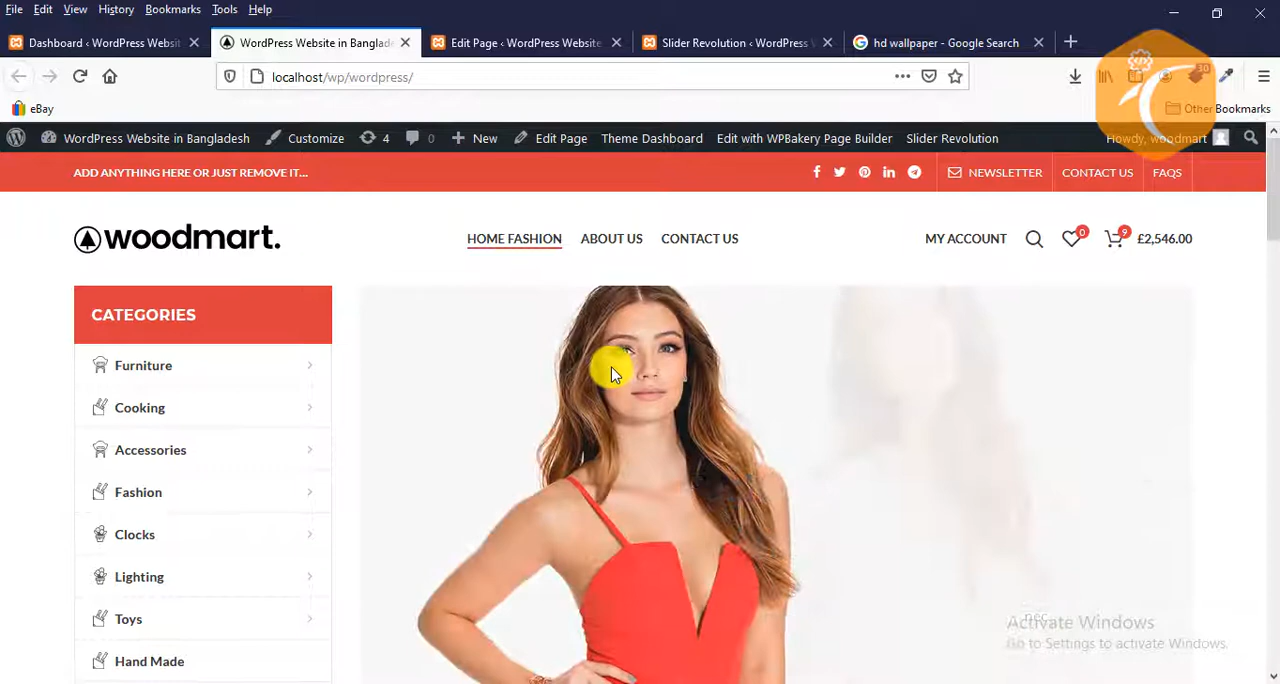 File Edit View History Bookmarks Tools Help
Dashboard ‹ WordPress Websit
WordPress Website in Banglad
Edit Page ‹ WordPress Website
Slider Revolution ‹ WordPress
hd wallpaper - Google Search
localhost/wp/wordpress/
30
eBay
Other Bookmarks
WordPress Website in Bangladesh Customize 4 0 New Edit Page Theme Dashboard Edit with WPBakery Page Builder Slider Revolution Howdy, woodmart
ADD ANYTHING HERE OR JUST REMOVE IT... NEWSLETTER CONTACT US FAQS
woodmart. HOME FASHION ABOUT US CONTACT US MY ACCOUNT 0 9 £2,546.00
CATEGORIES
Furniture
Cooking
Accessories
Fashion
Clocks
Lighting
Toys
Hand Made
Activate Windows
Go to Settings to activate Windows.